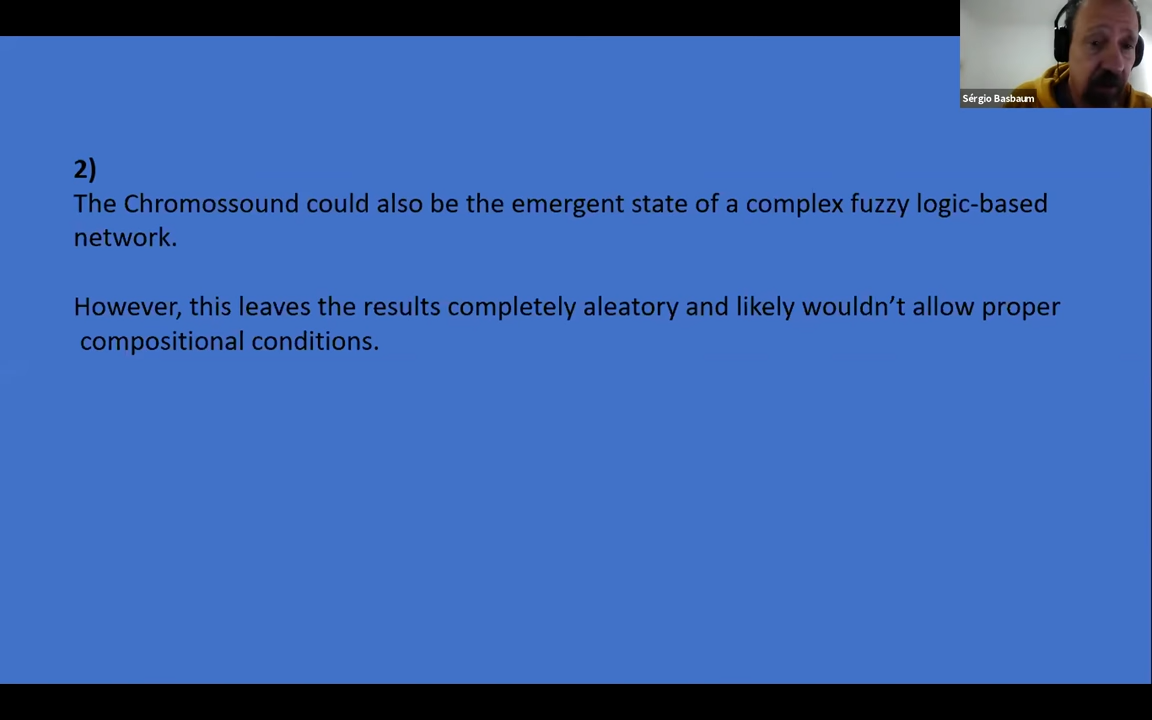 Sérgio Basbaum
2)
The Chromossound could also be the emergent state of a complex fuzzy logic-based
network.
However, this leaves the results completely aleatory and likely wouldn’t allow proper
compositional conditions.